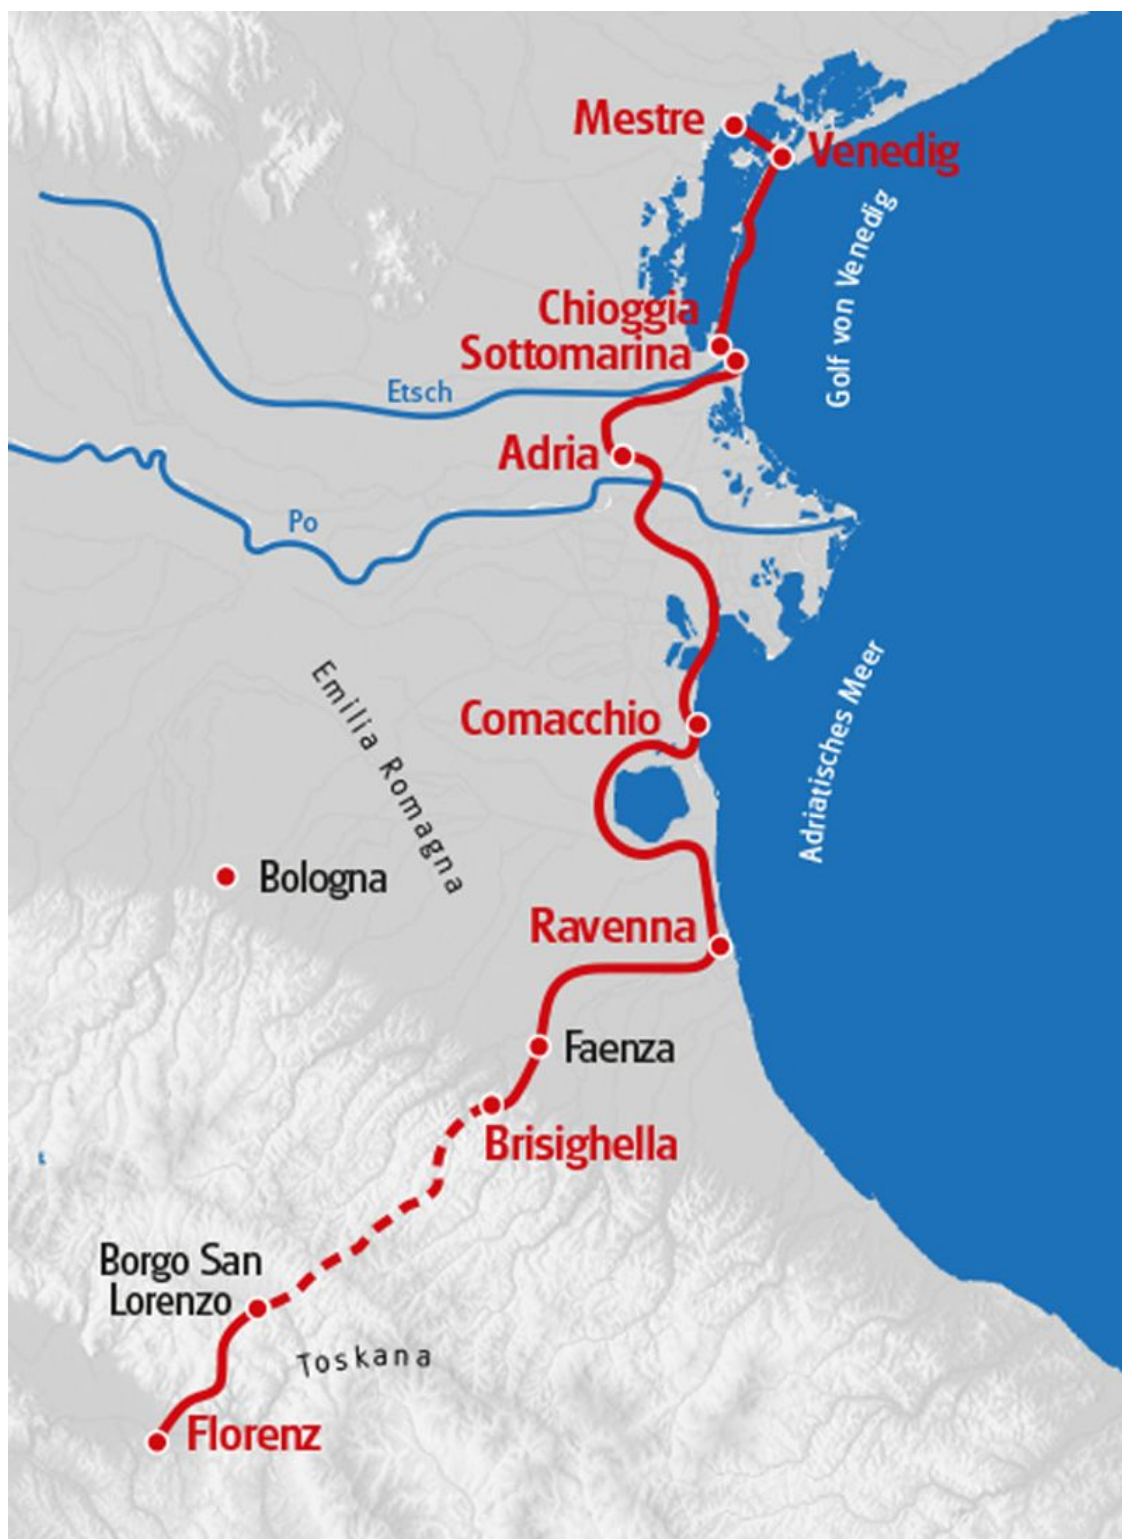 Mestre
Venedig
Golf von Venedig
Chioggia
Sottomarina
Etsch
Adria
Po
Emilia Romagna
Adriatisches Meer
Comacchio
Bologna
Ravenna
Faenza
Brisighella
Borgo San
Lorenzo
Toskana
Florenz